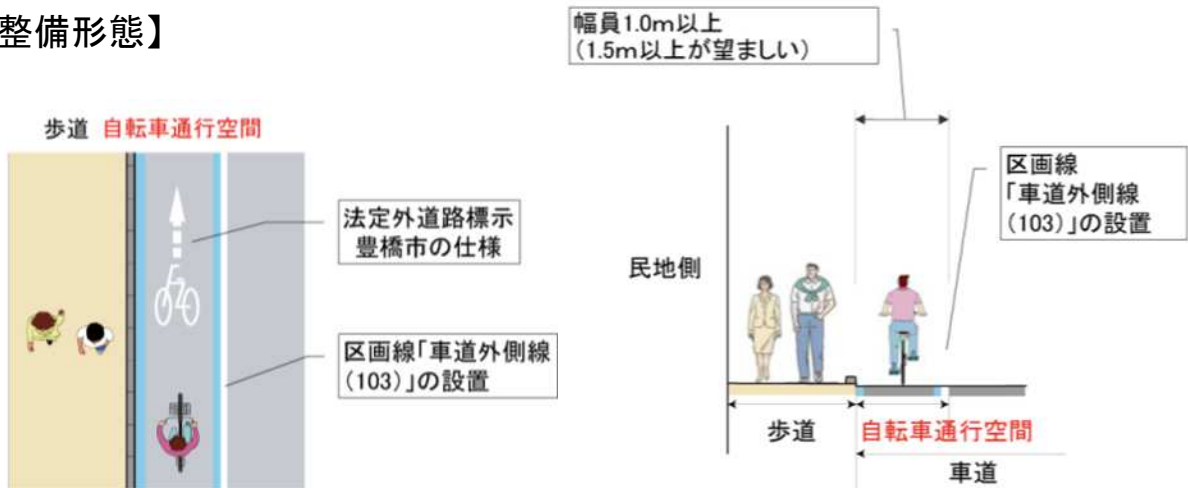 整備形態】
歩道 自転車通行空間
法定外道路標示
豊橋市の仕様
区画線「車道外側線
(103)」の設置
幅員1.0m以上
(1.5m以上が望ましい)
区画線
「車道外側線
(103)」の設置
民地側
歩道 自転車通行空間
車道